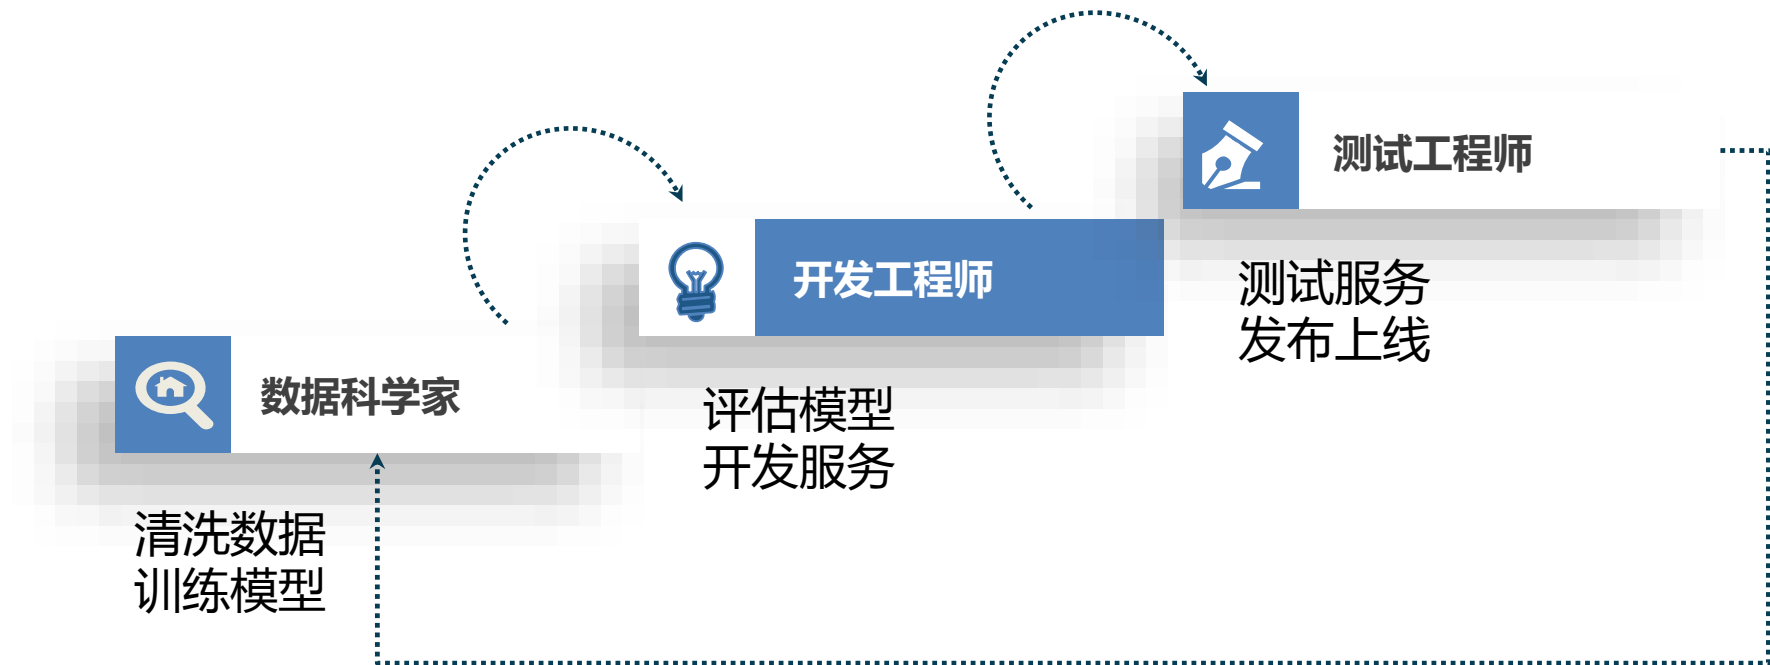 测试工程师
测试服务
发布上线
开发工程师
评估模型
开发服务
数据科学家
清洗数据
训练模型